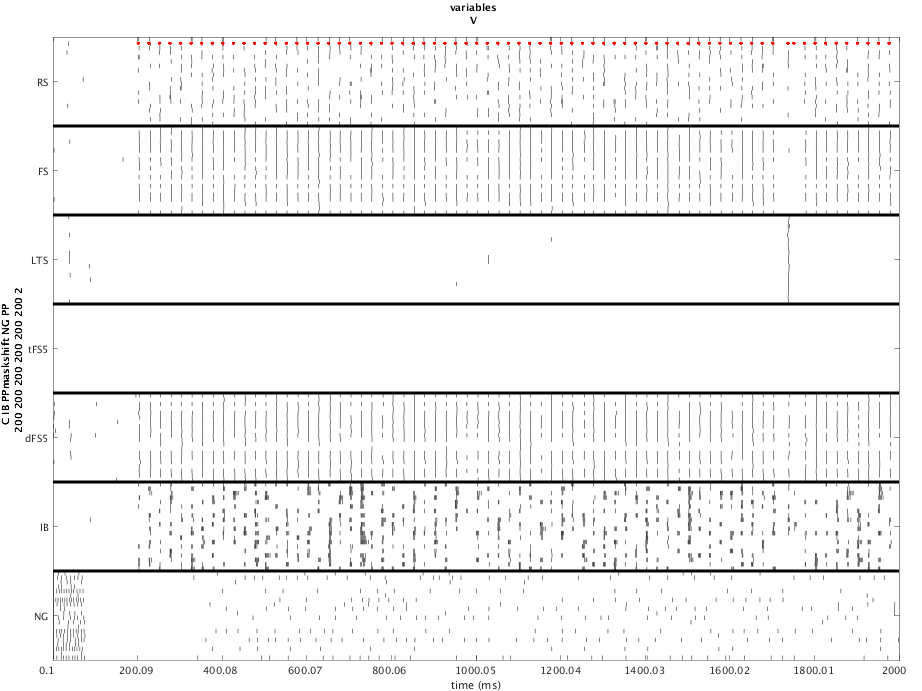 variables
V
RS
FS
LTS
tFS5
dFS5
IB
NG
C IB PPmaskshift NG PP
200 200 200 200 200 200 2
0.1 200.09 400.08 600.07 800.06 1000.05 1200.04 1400.03 1600.02 1800.01 2000
time (ms)